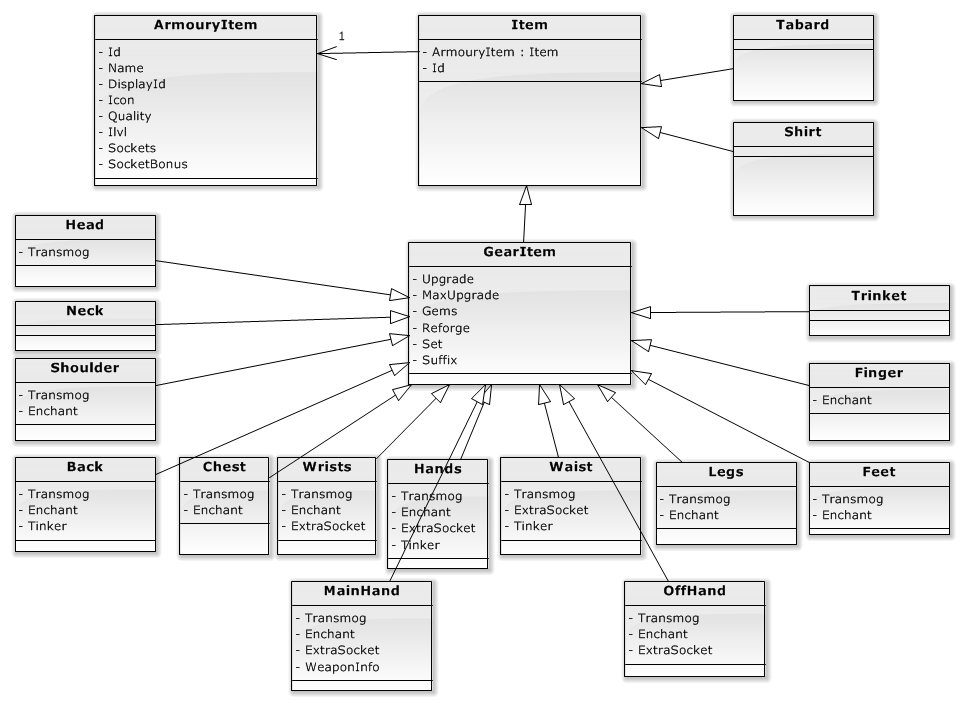 ArmouryItem
- Id
- Name
- DisplayId
- Icon
- Quality
- Ilvl
- Sockets
- SocketBonus
1
Item
- ArmouryItem : Item
- Id
Tabard
Shirt
Head
- Transmog
Neck
Shoulder
- Transmog
- Enchant
GearItem
- Upgrade
- MaxUpgrade
- Gems
- Reforge
- Set
- Suffix
Trinket
Finger
- Enchant
Back
- Transmog
- Enchant
- Tinker
Chest
- Transmog
- Enchant
Wrists
- Transmog
- Enchant
- ExtraSocket
Hands
- Transmog
- Enchant
- ExtraSocket
- Tinker
Waist
- Transmog
- ExtraSocket
- Tinker
Legs
- Transmog
- Enchant
Feet
- Transmog
- Enchant
MainHand
- Transmog
- Enchant
- ExtraSocket
- WeaponInfo
OffHand
- Transmog
- Enchant
- ExtraSocket